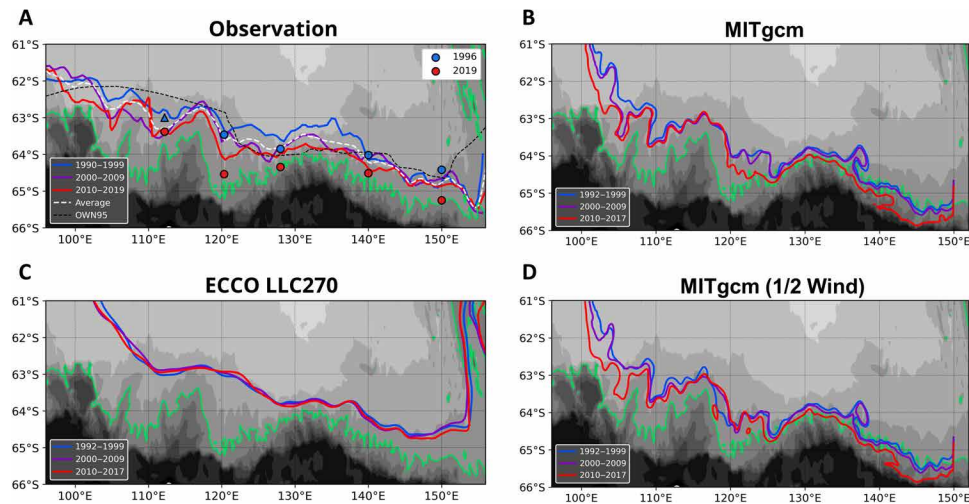 A
Observation
61°S
62°S
63°S
64°S
65°S
66°S
1996
2019
1990−1999
2000−2009
2010−2019
Average
OWN95
100°E
110°E
120°E
130°E
140°E
150°E
B
MITgcm
61°S
62°S
63°S
64°S
65°S
66°S
1992−1999
2000−2009
2010−2017
100°E
110°E
120°E
130°E
140°E
150°E
C
ECCO LLC270
61°S
62°S
63°S
64°S
65°S
66°S
1992−1999
2000−2009
2010−2017
100°E
110°E
120°E
130°E
140°E
150°E
D
MITgcm (1/2 Wind)
61°S
62°S
63°S
64°S
65°S
66°S
1992−1999
2000−2009
2010−2017
100°E
110°E
120°E
130°E
140°E
150°E